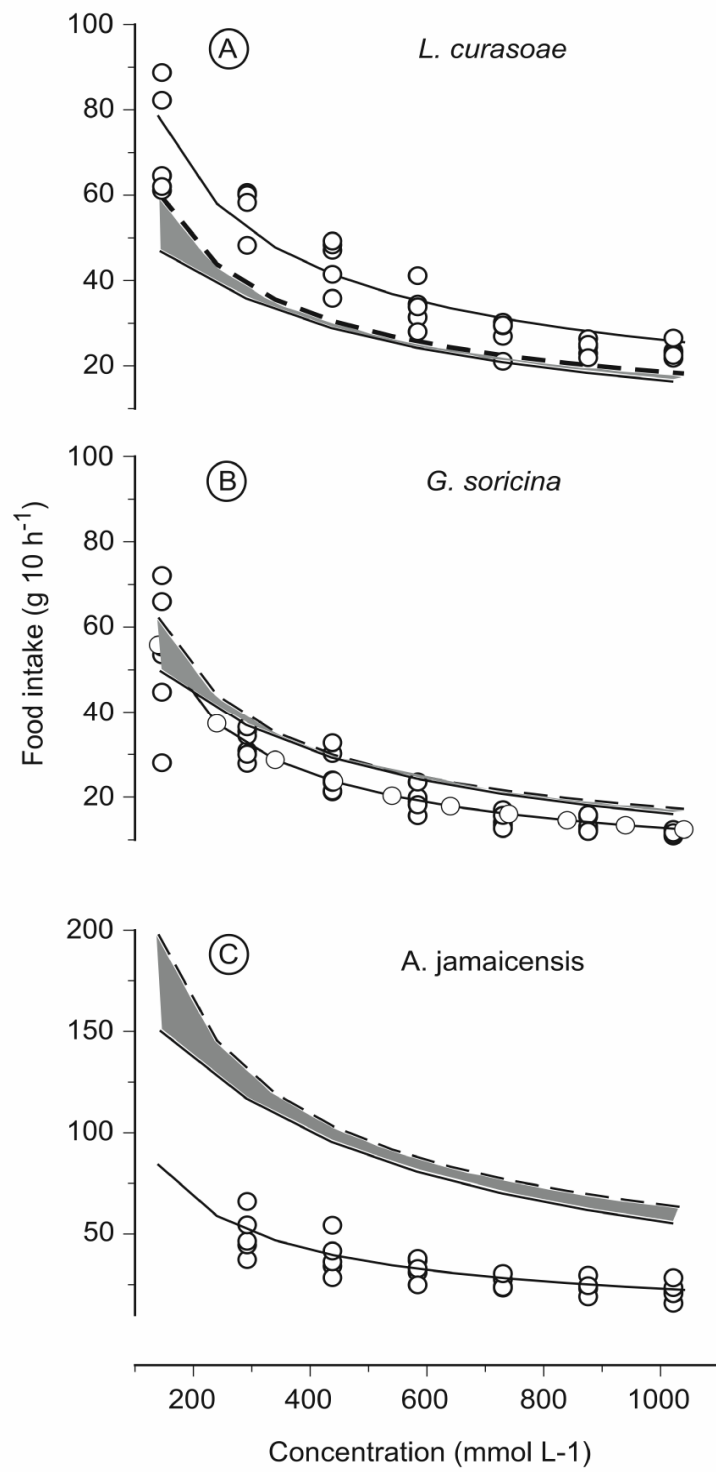 100
A
L. curasoae
80
60
40
20
100
B
G. soricina
80
60
40
20
Food intake (g 10 h-1)
200
C
A. jamaicensis
150
100
50
200 400 600 800 1000
Concentration (mmol L-1)